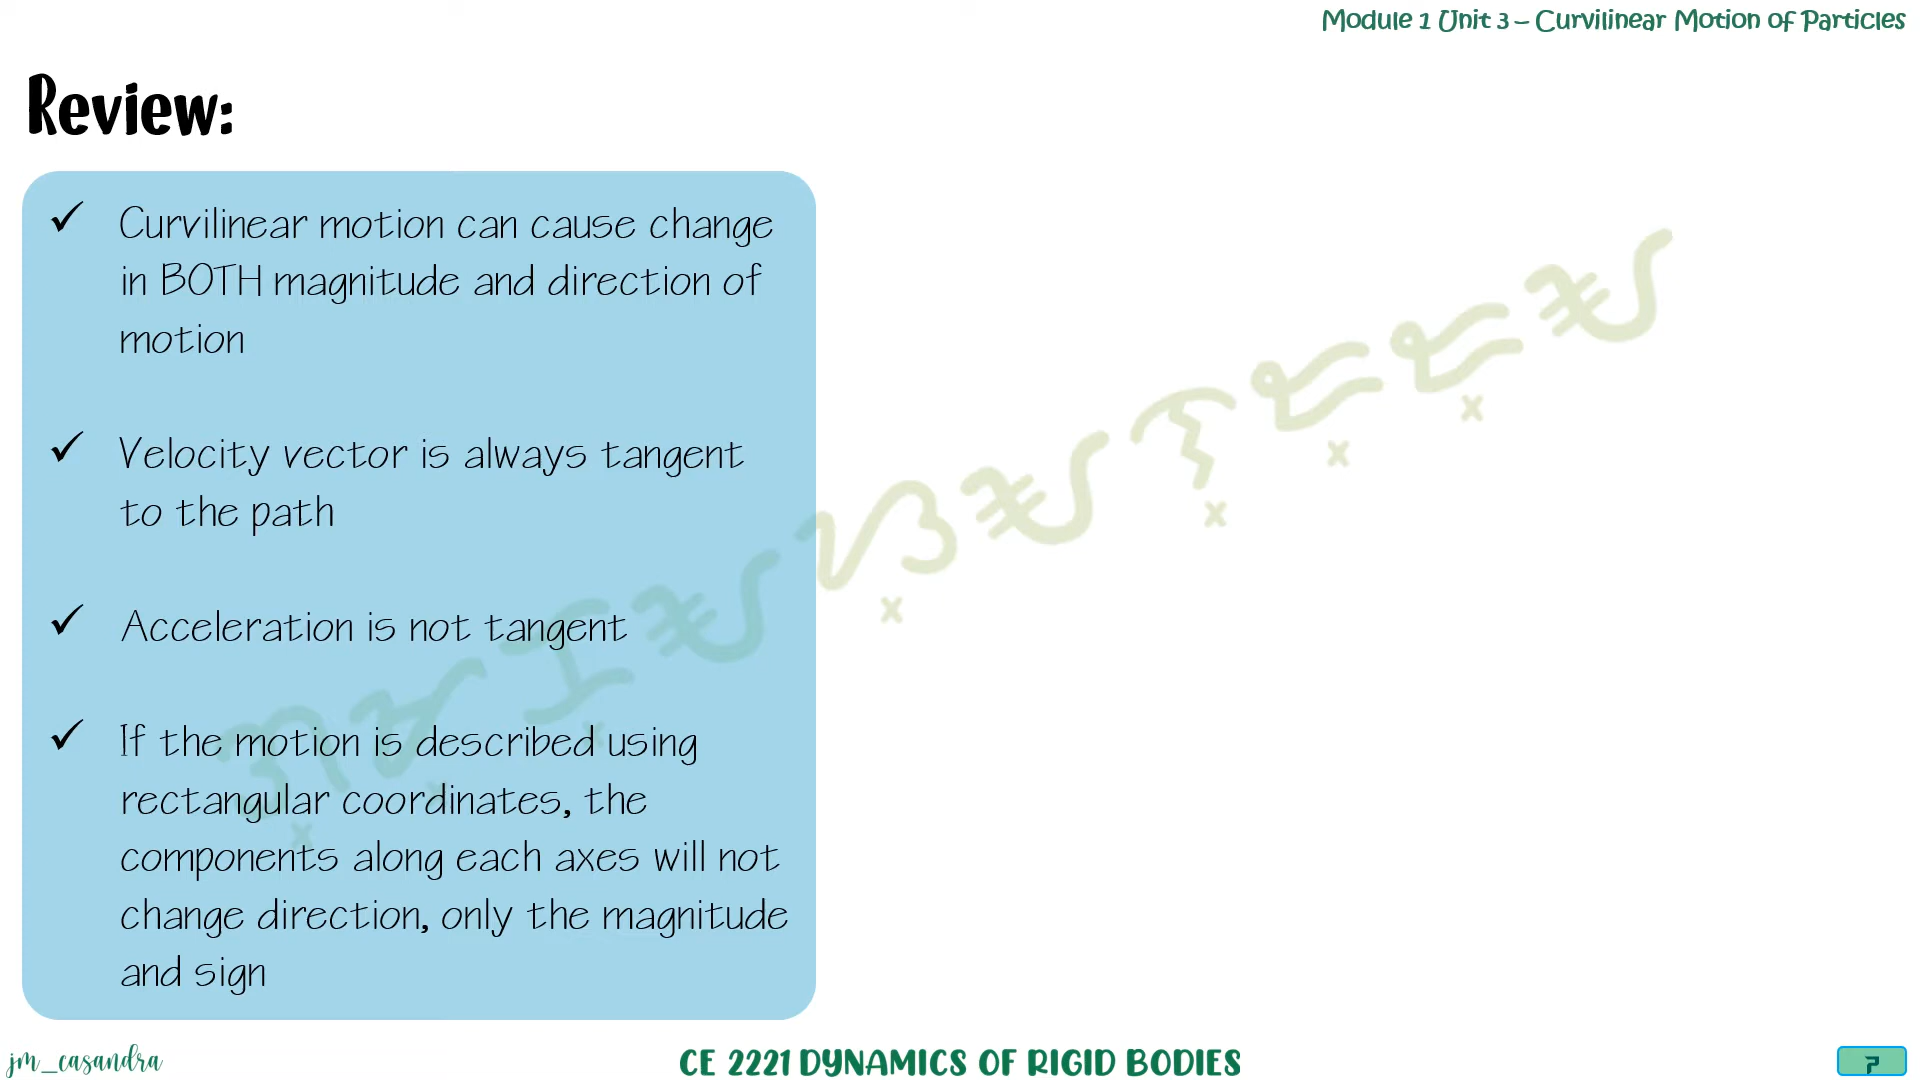 Module 1 Unit 3 – Curvilinear Motion of Particles
Review:
✓ Curvilinear motion can cause change
in BOTH magnitude and direction of
motion
✓ Velocity vector is always tangent
to the path
✓ Acceleration is not tangent
✓ If the motion is described using
rectangular coordinates, the
components along each axes will not
change direction, only the magnitude
and sign
jm_casandra
CE 2221 DYNAMICS OF RIGID BODIES